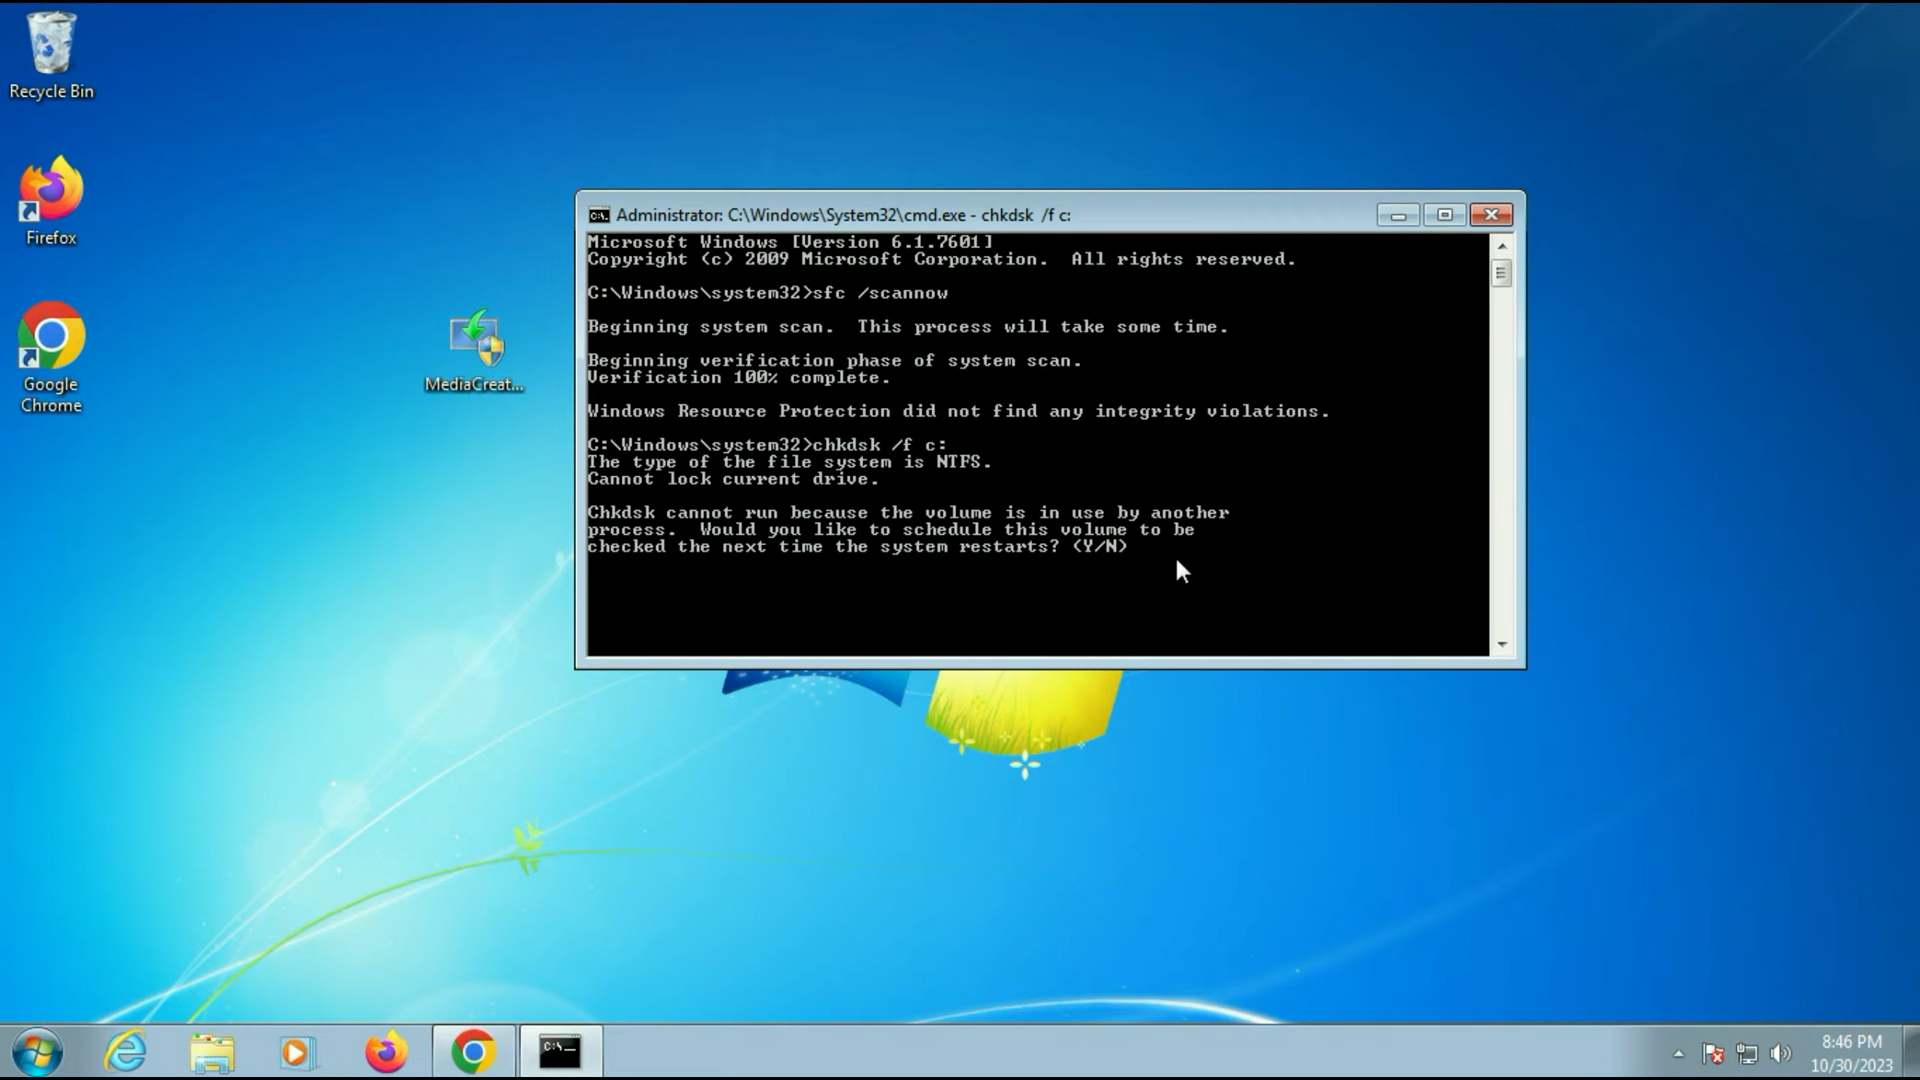 Recycle Bin
Firefox
Google
Chrome
MediaCreat...
Administrator: C:\Windows\System32\cmd.exe - chkdsk /f c:
Microsoft Windows [Version 6.1.7601]
Copyright (c) 2009 Microsoft Corporation.  All rights reserved.
C:\Windows\system32>sfc /scannow
Beginning system scan.  This process will take some time.
Beginning verification phase of system scan.
Verification 100% complete.
Windows Resource Protection did not find any integrity violations.
C:\Windows\system32>chkdsk /f c:
The type of the file system is NTFS.
Cannot lock current drive.
Chkdsk cannot run because the volume is in use by another
process.  Would you like to schedule this volume to be
checked the next time the system restarts? (Y/N)
8:46 PM
10/30/2023